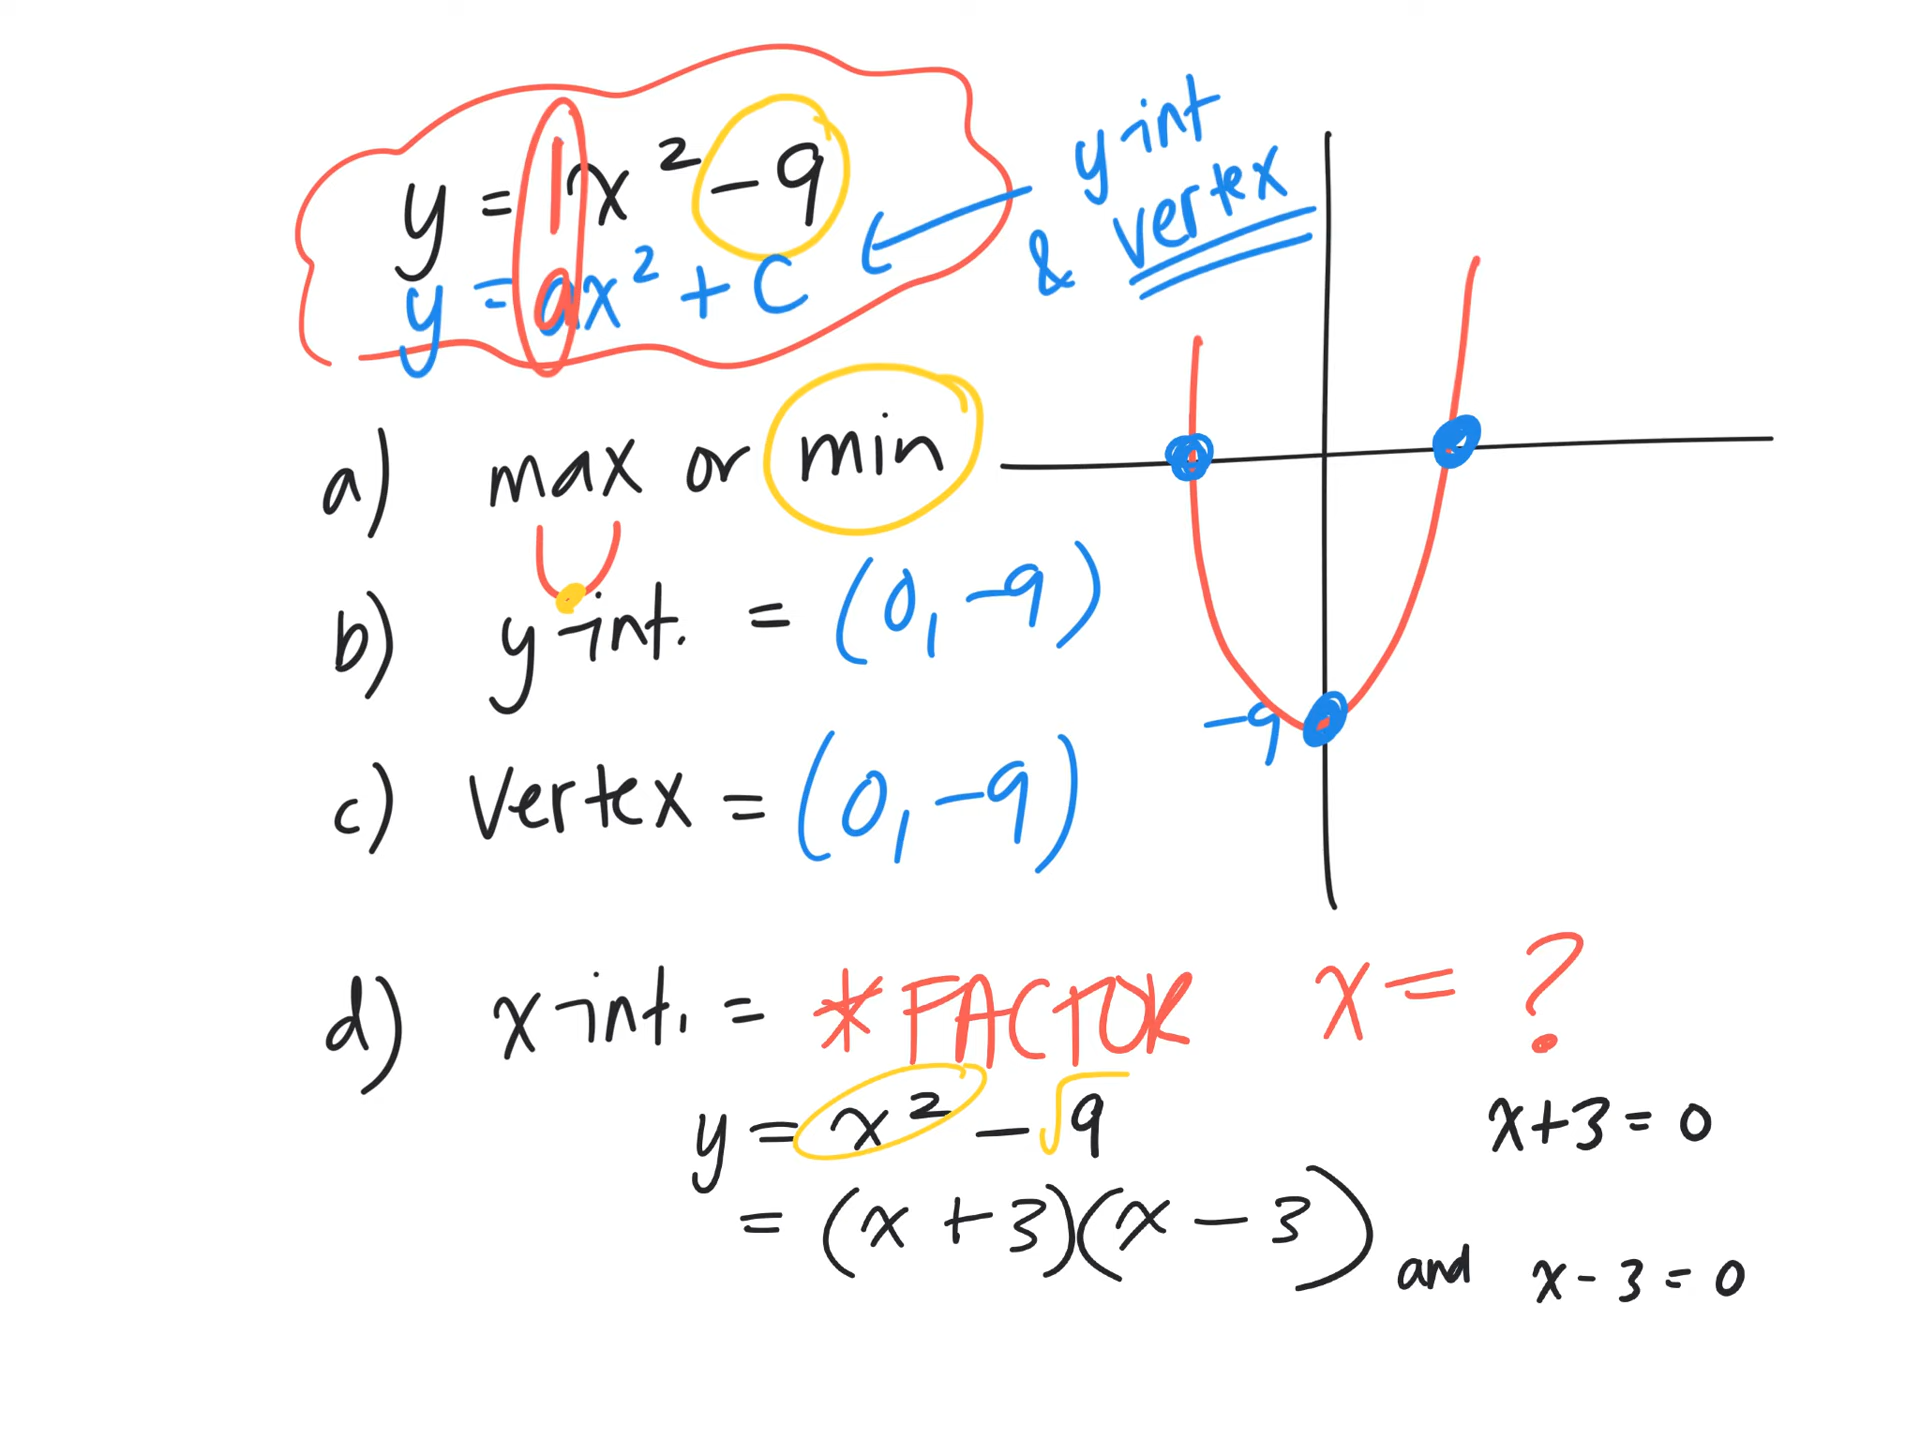 y = 1x² - 9
y = ax² + c
y int
& vertex
a) max or min
b) y-int. = (0, -9)
-9
c) Vertex = (0, -9)
d) x-int. = *FACTOR x = ?
y = x² - √9
x+3 = 0
= (x + 3)(x - 3)
and x - 3 = 0